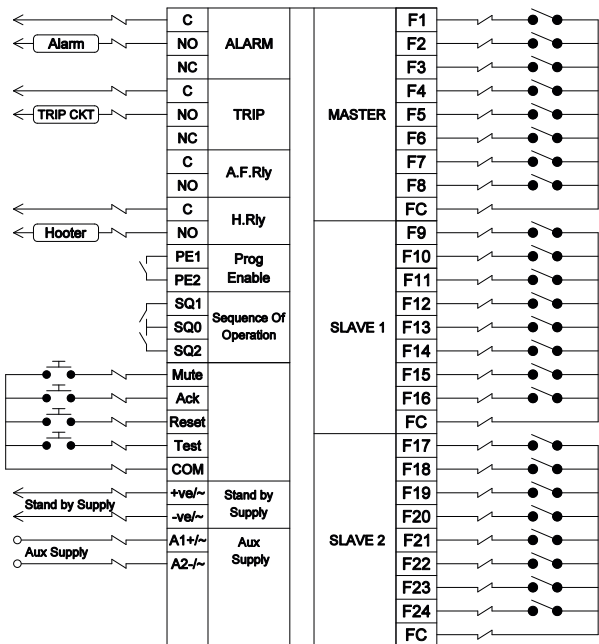 C
Alarm
NO
NC
ALARM
C
TRIP CKT
NO
NC
TRIP
C
NO
A.F.Rly
C
Hooter
NO
H.Rly
PE1
PE2
Prog
Enable
SQ1
SQ0
SQ2
Sequence Of
Operation
Mute
Ack
Reset
Test
COM
Stand by Supply
+ve/~
-ve/~
Stand by
Supply
Aux Supply
A1+/~
A2-/~
Aux
Supply
MASTER
F1
F2
F3
F4
F5
F6
F7
F8
FC
SLAVE 1
F9
F10
F11
F12
F13
F14
F15
F16
FC
SLAVE 2
F17
F18
F19
F20
F21
F22
F23
F24
FC